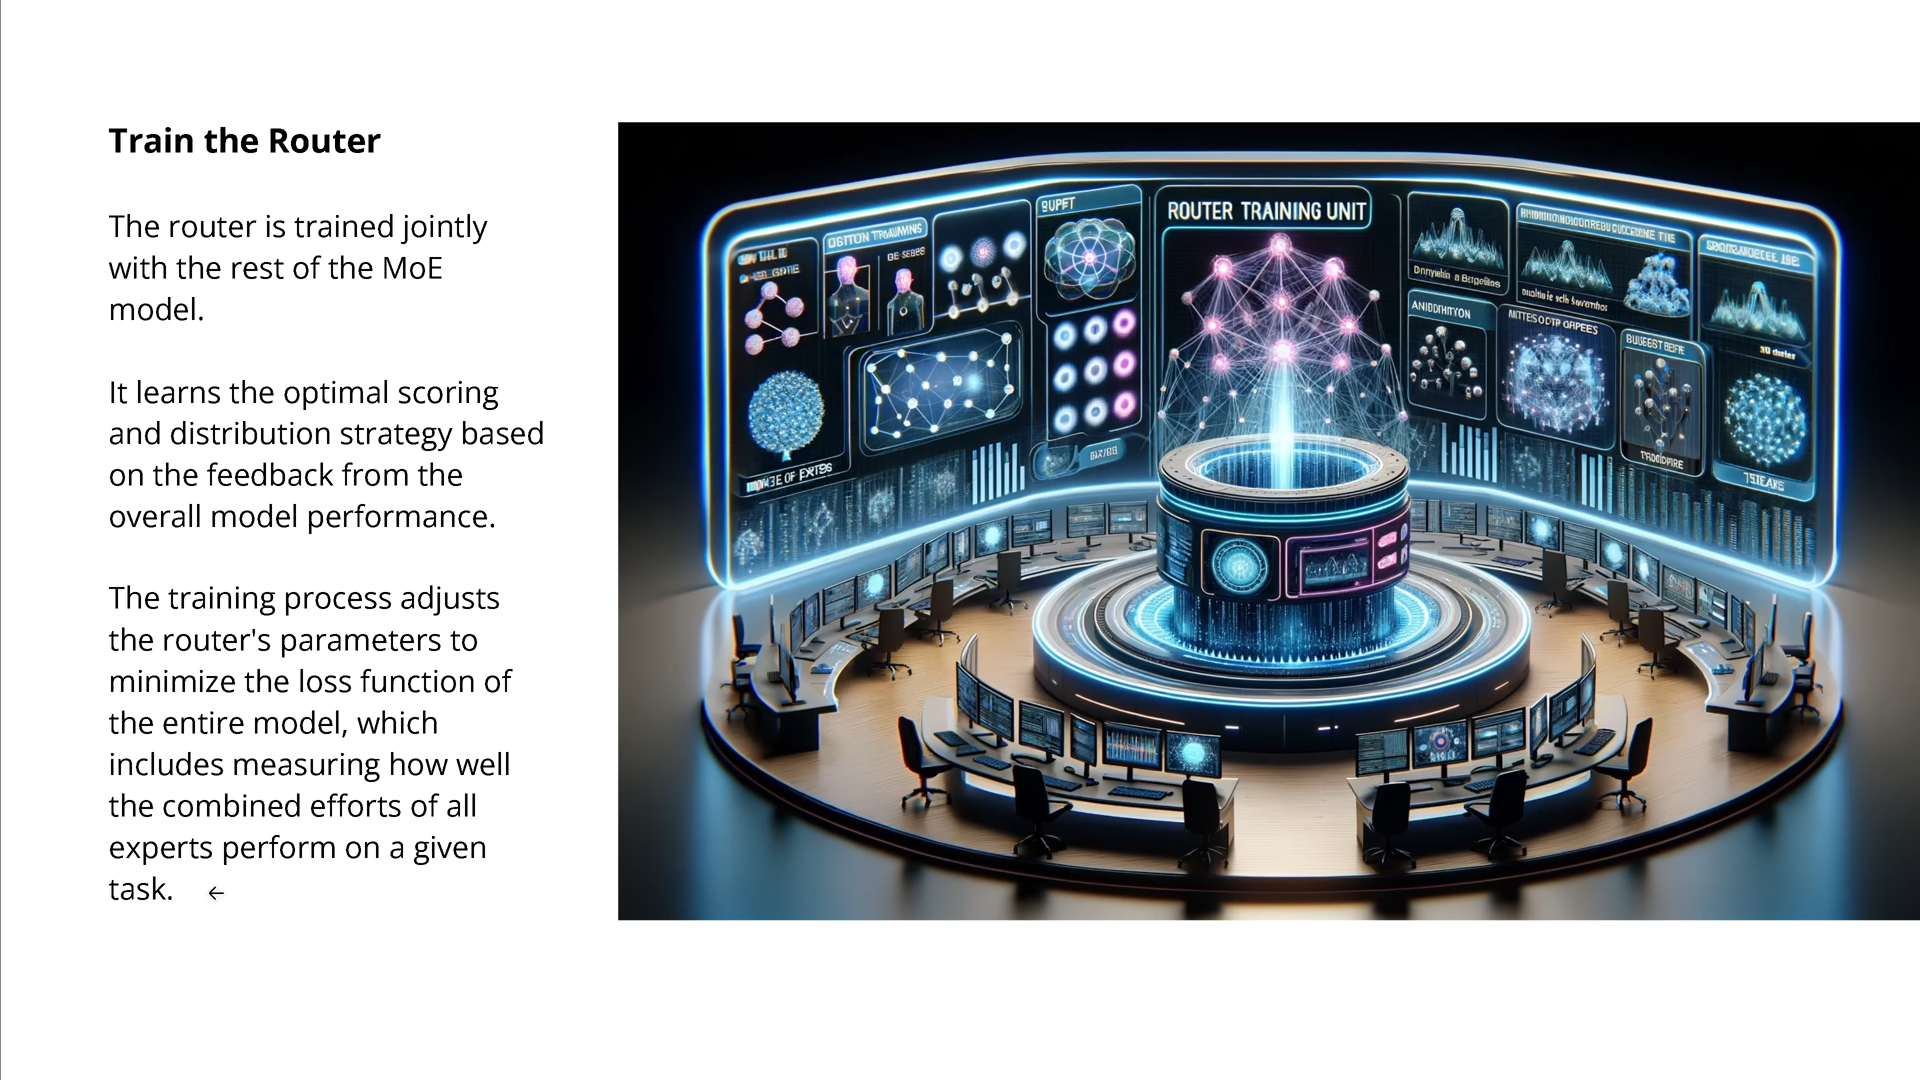 Train the Router
The router is trained jointly
with the rest of the MoE
model.
It learns the optimal scoring
and distribution strategy based
on the feedback from the
overall model performance.
The training process adjusts
the router's parameters to
minimize the loss function of
the entire model, which
includes measuring how well
the combined efforts of all
experts perform on a given
task. ←
ROUTER TRAINING UNIT